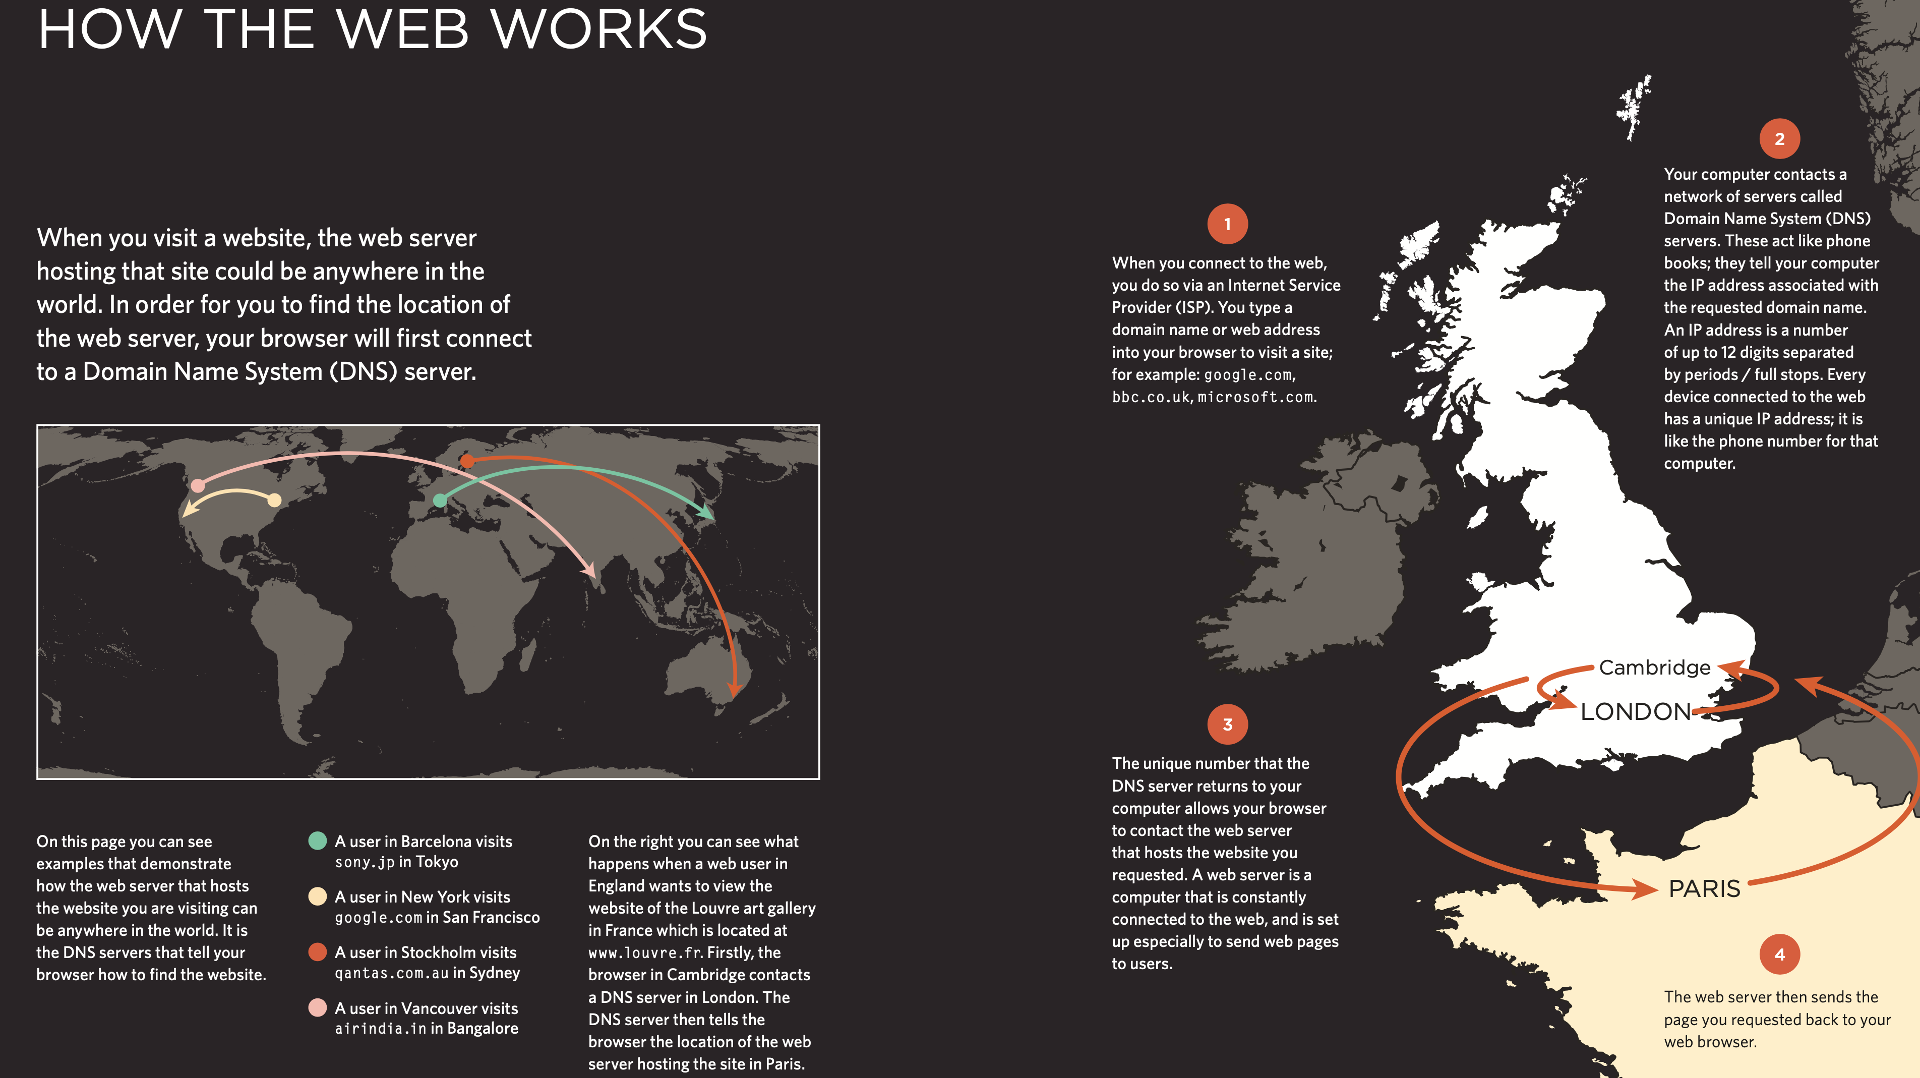 HOW THE WEB WORKS
When you visit a website, the web server
hosting that site could be anywhere in the
world. In order for you to find the location of
the web server, your browser will first connect
to a Domain Name System (DNS) server.
On this page you can see
examples that demonstrate
how the web server that hosts
the website you are visiting can
be anywhere in the world. It is
the DNS servers that tell your
browser how to find the website.
A user in Barcelona visits
sony.jp in Tokyo
A user in New York visits
google.com in San Francisco
A user in Stockholm visits
qantas.com.au in Sydney
A user in Vancouver visits
airindia.in in Bangalore
On the right you can see what
happens when a web user in
England wants to view the
website of the Louvre art gallery
in France which is located at
www.louvre.fr. Firstly, the
browser in Cambridge contacts
a DNS server in London. The
DNS server then tells the
browser the location of the web
server hosting the site in Paris.
1
When you connect to the web,
you do so via an Internet Service
Provider (ISP). You type a
domain name or web address
into your browser to visit a site;
for example: google.com,
bbc.co.uk, microsoft.com.
2
Your computer contacts a
network of servers called
Domain Name System (DNS)
servers. These act like phone
books; they tell your computer
the IP address associated with
the requested domain name.
An IP address is a number
of up to 12 digits separated
by periods / full stops. Every
device connected to the web
has a unique IP address; it is
like the phone number for that
computer.
Cambridge
LONDON
PARIS
3
The unique number that the
DNS server returns to your
computer allows your browser
to contact the web server
that hosts the website you
requested. A web server is a
computer that is constantly
connected to the web, and is set
up especially to send web pages
to users.
4
The web server then sends the
page you requested back to your
web browser.